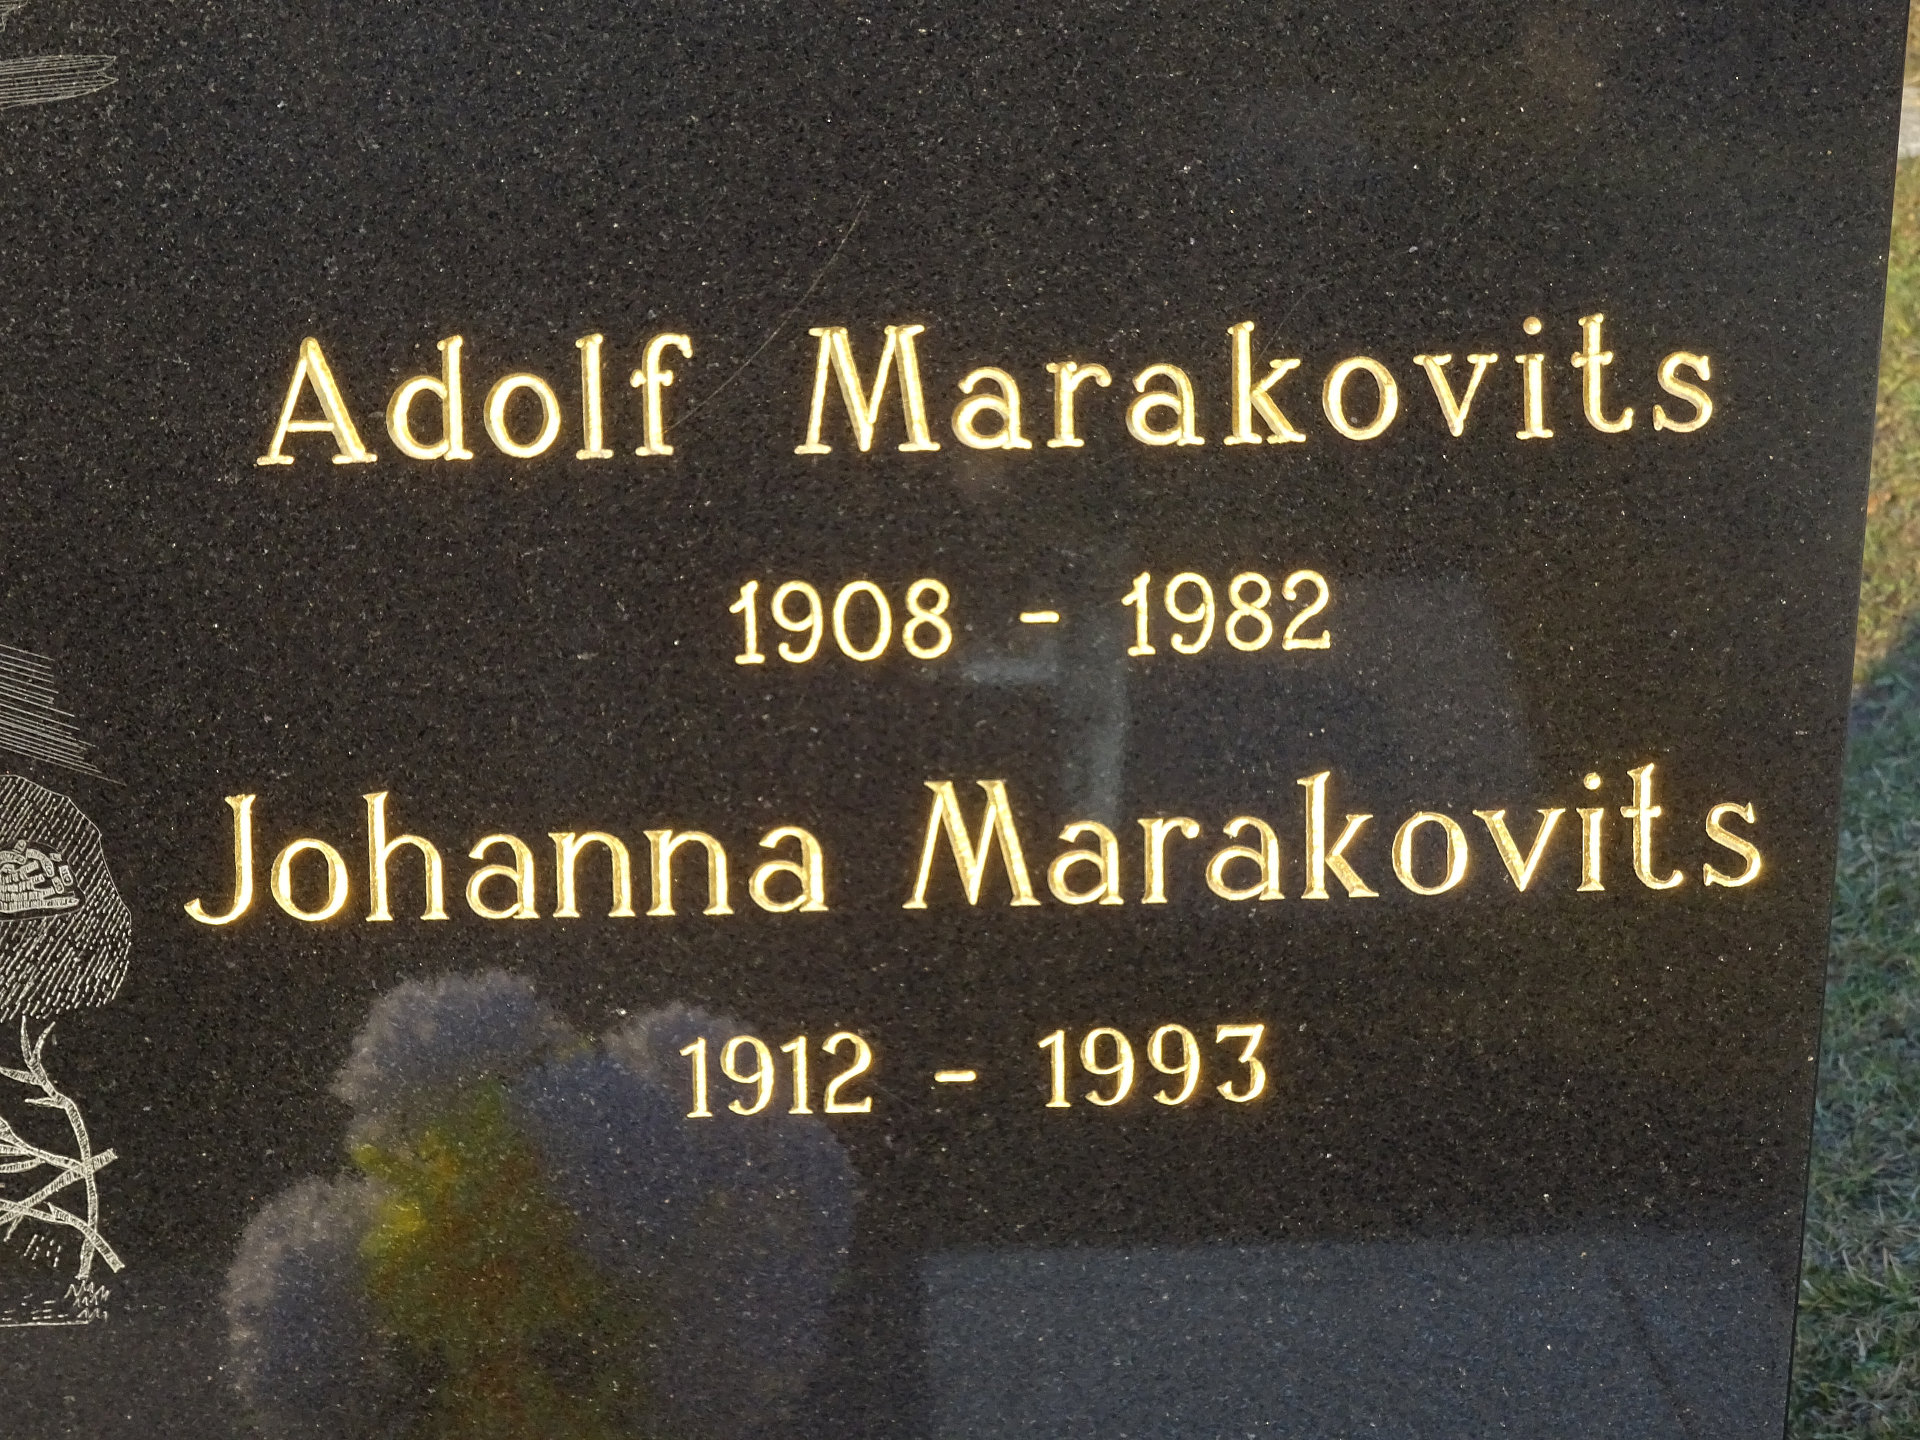 Adolf Marakovits
1908 - 1982
Johanna Marakovits
1912 - 1993